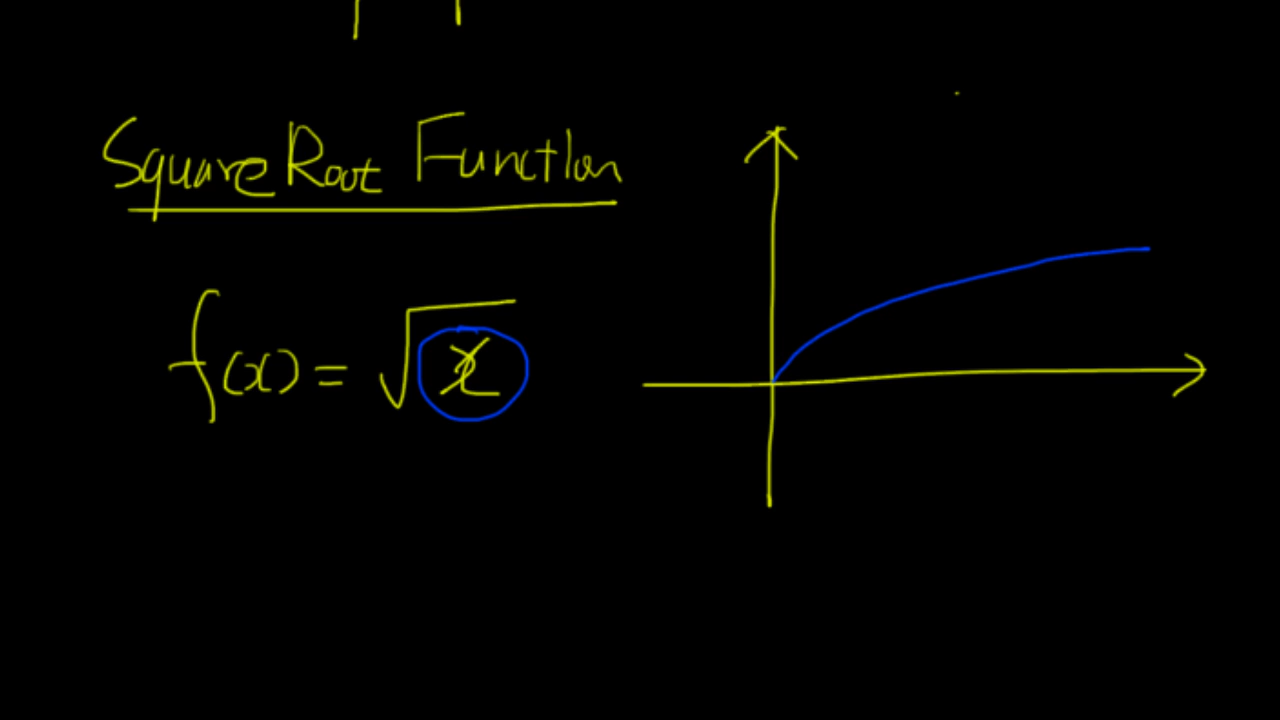 Square Root Function
f(x) = √x